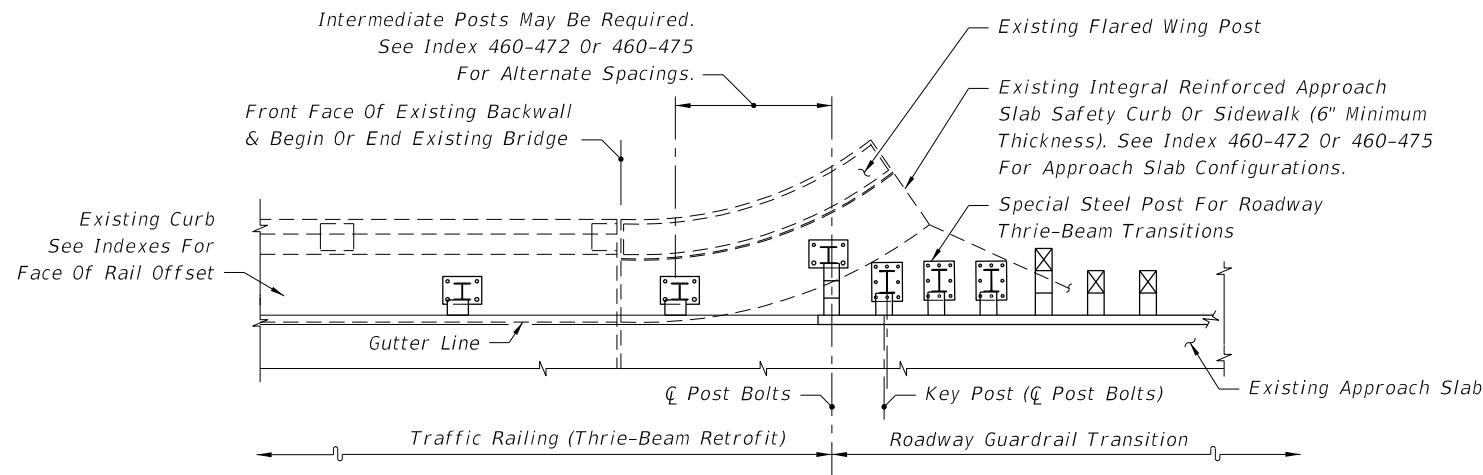 Intermediate Posts May Be Required.
See Index 460-472 Or 460-475
For Alternate Spacings.
Existing Flared Wing Post
Front Face Of Existing Backwall
& Begin Or End Existing Bridge
Existing Integral Reinforced Approach
Slab Safety Curb Or Sidewalk (6" Minimum
Thickness). See Index 460-472 Or 460-475
For Approach Slab Configurations.
Existing Curb
See Indexes For
Face Of Rail Offset
Special Steel Post For Roadway
Thrie-Beam Transitions
Gutter Line
℄ Post Bolts
Key Post (℄ Post Bolts)
Existing Approach Slab
Traffic Railing (Thrie-Beam Retrofit)
Roadway Guardrail Transition